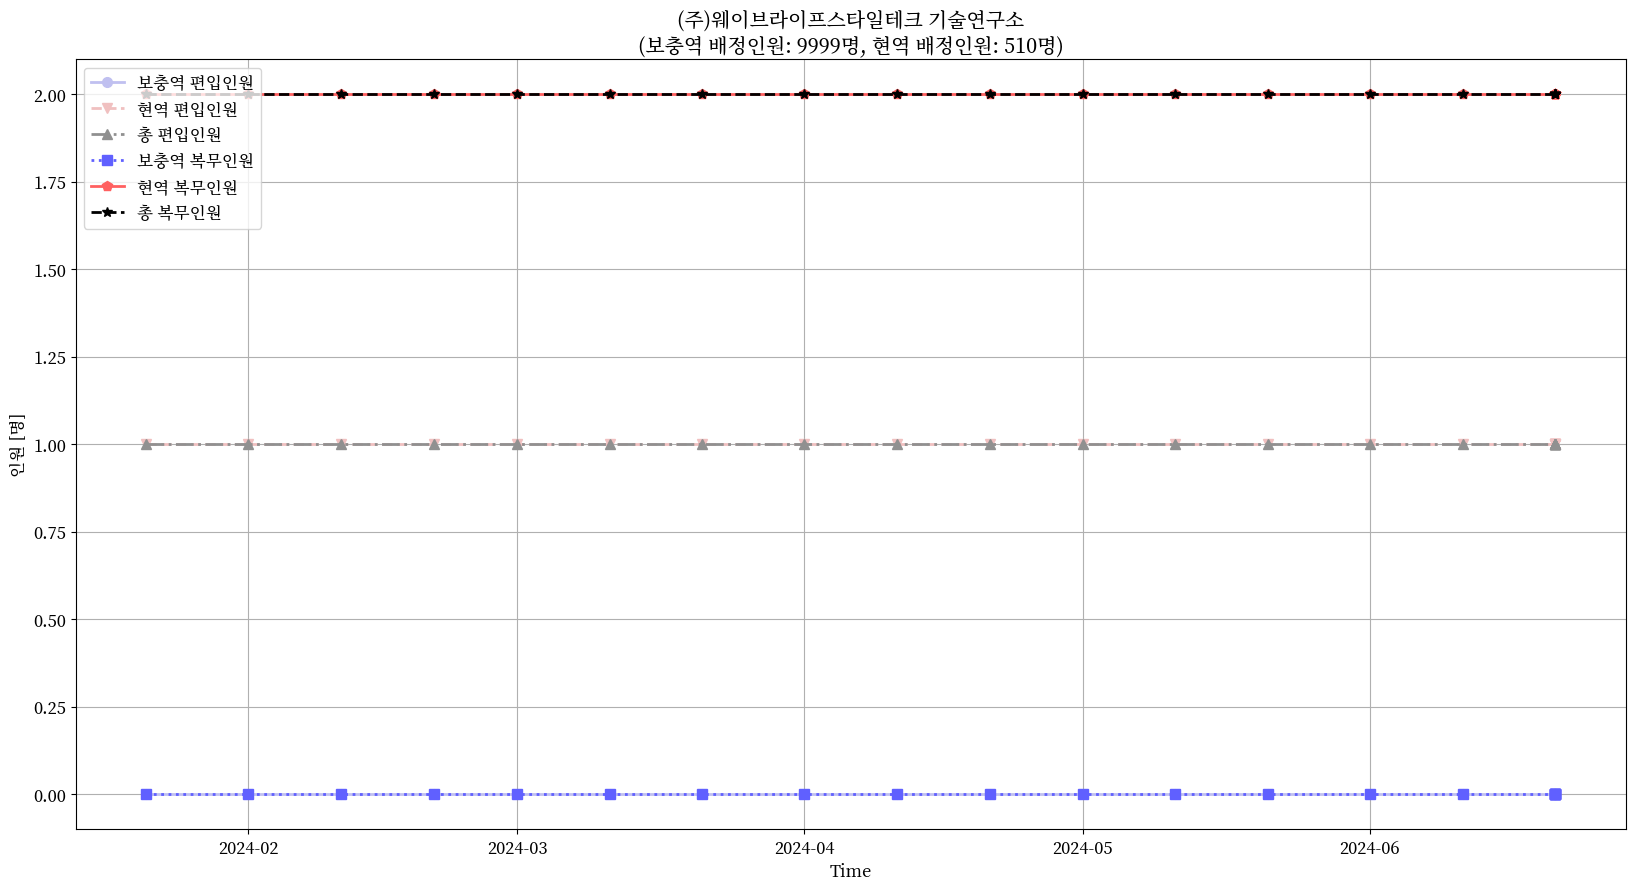 (주)웨이브라이프스타일테크 기술연구소
(보충역 배정인원: 9999명, 현역 배정인원: 510명)
보충역 편입인원
현역 편입인원
총 편입인원
보충역 복무인원
현역 복무인원
총 복무인원
2.00
1.75
1.50
1.25
1.00
0.75
0.50
0.25
0.00
인원 [명]
2024-02
2024-03
2024-04
2024-05
2024-06
Time